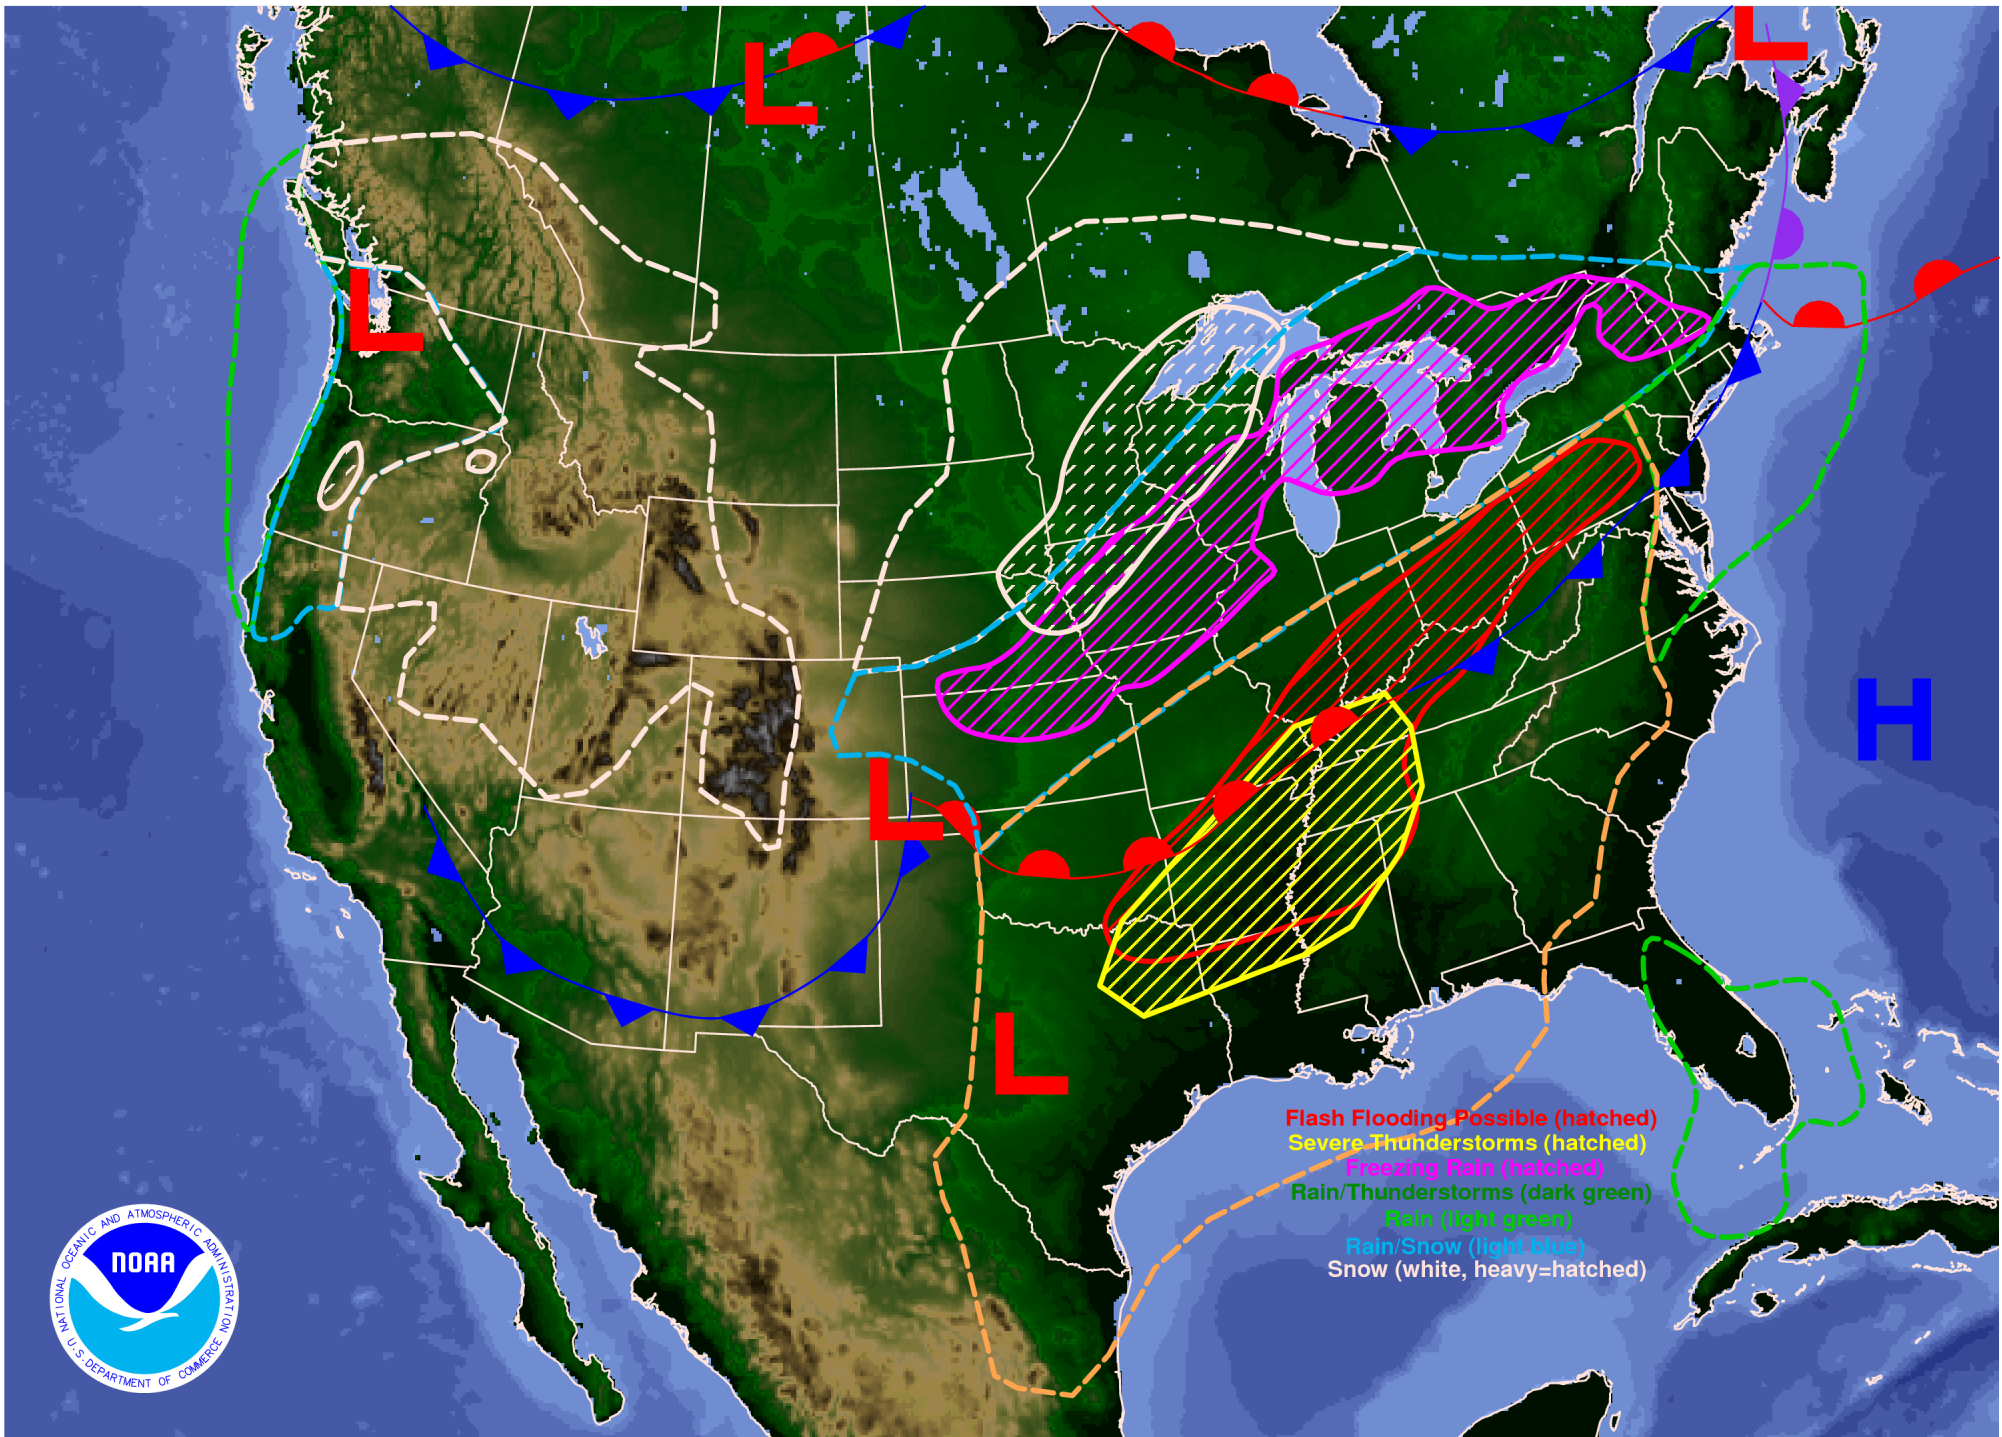 L
L
L
H
L
L
Flash Flooding Possible (hatched)
Severe Thunderstorms (hatched)
Freezing Rain (hatched)
Rain/Thunderstorms (dark green)
Rain (light green)
Rain/Snow (light blue)
Snow (white, heavy=hatched)
NATIONAL OCEANIC AND ATMOSPHERIC ADMINISTRATION
NOAA
U.S. DEPARTMENT OF COMMERCE